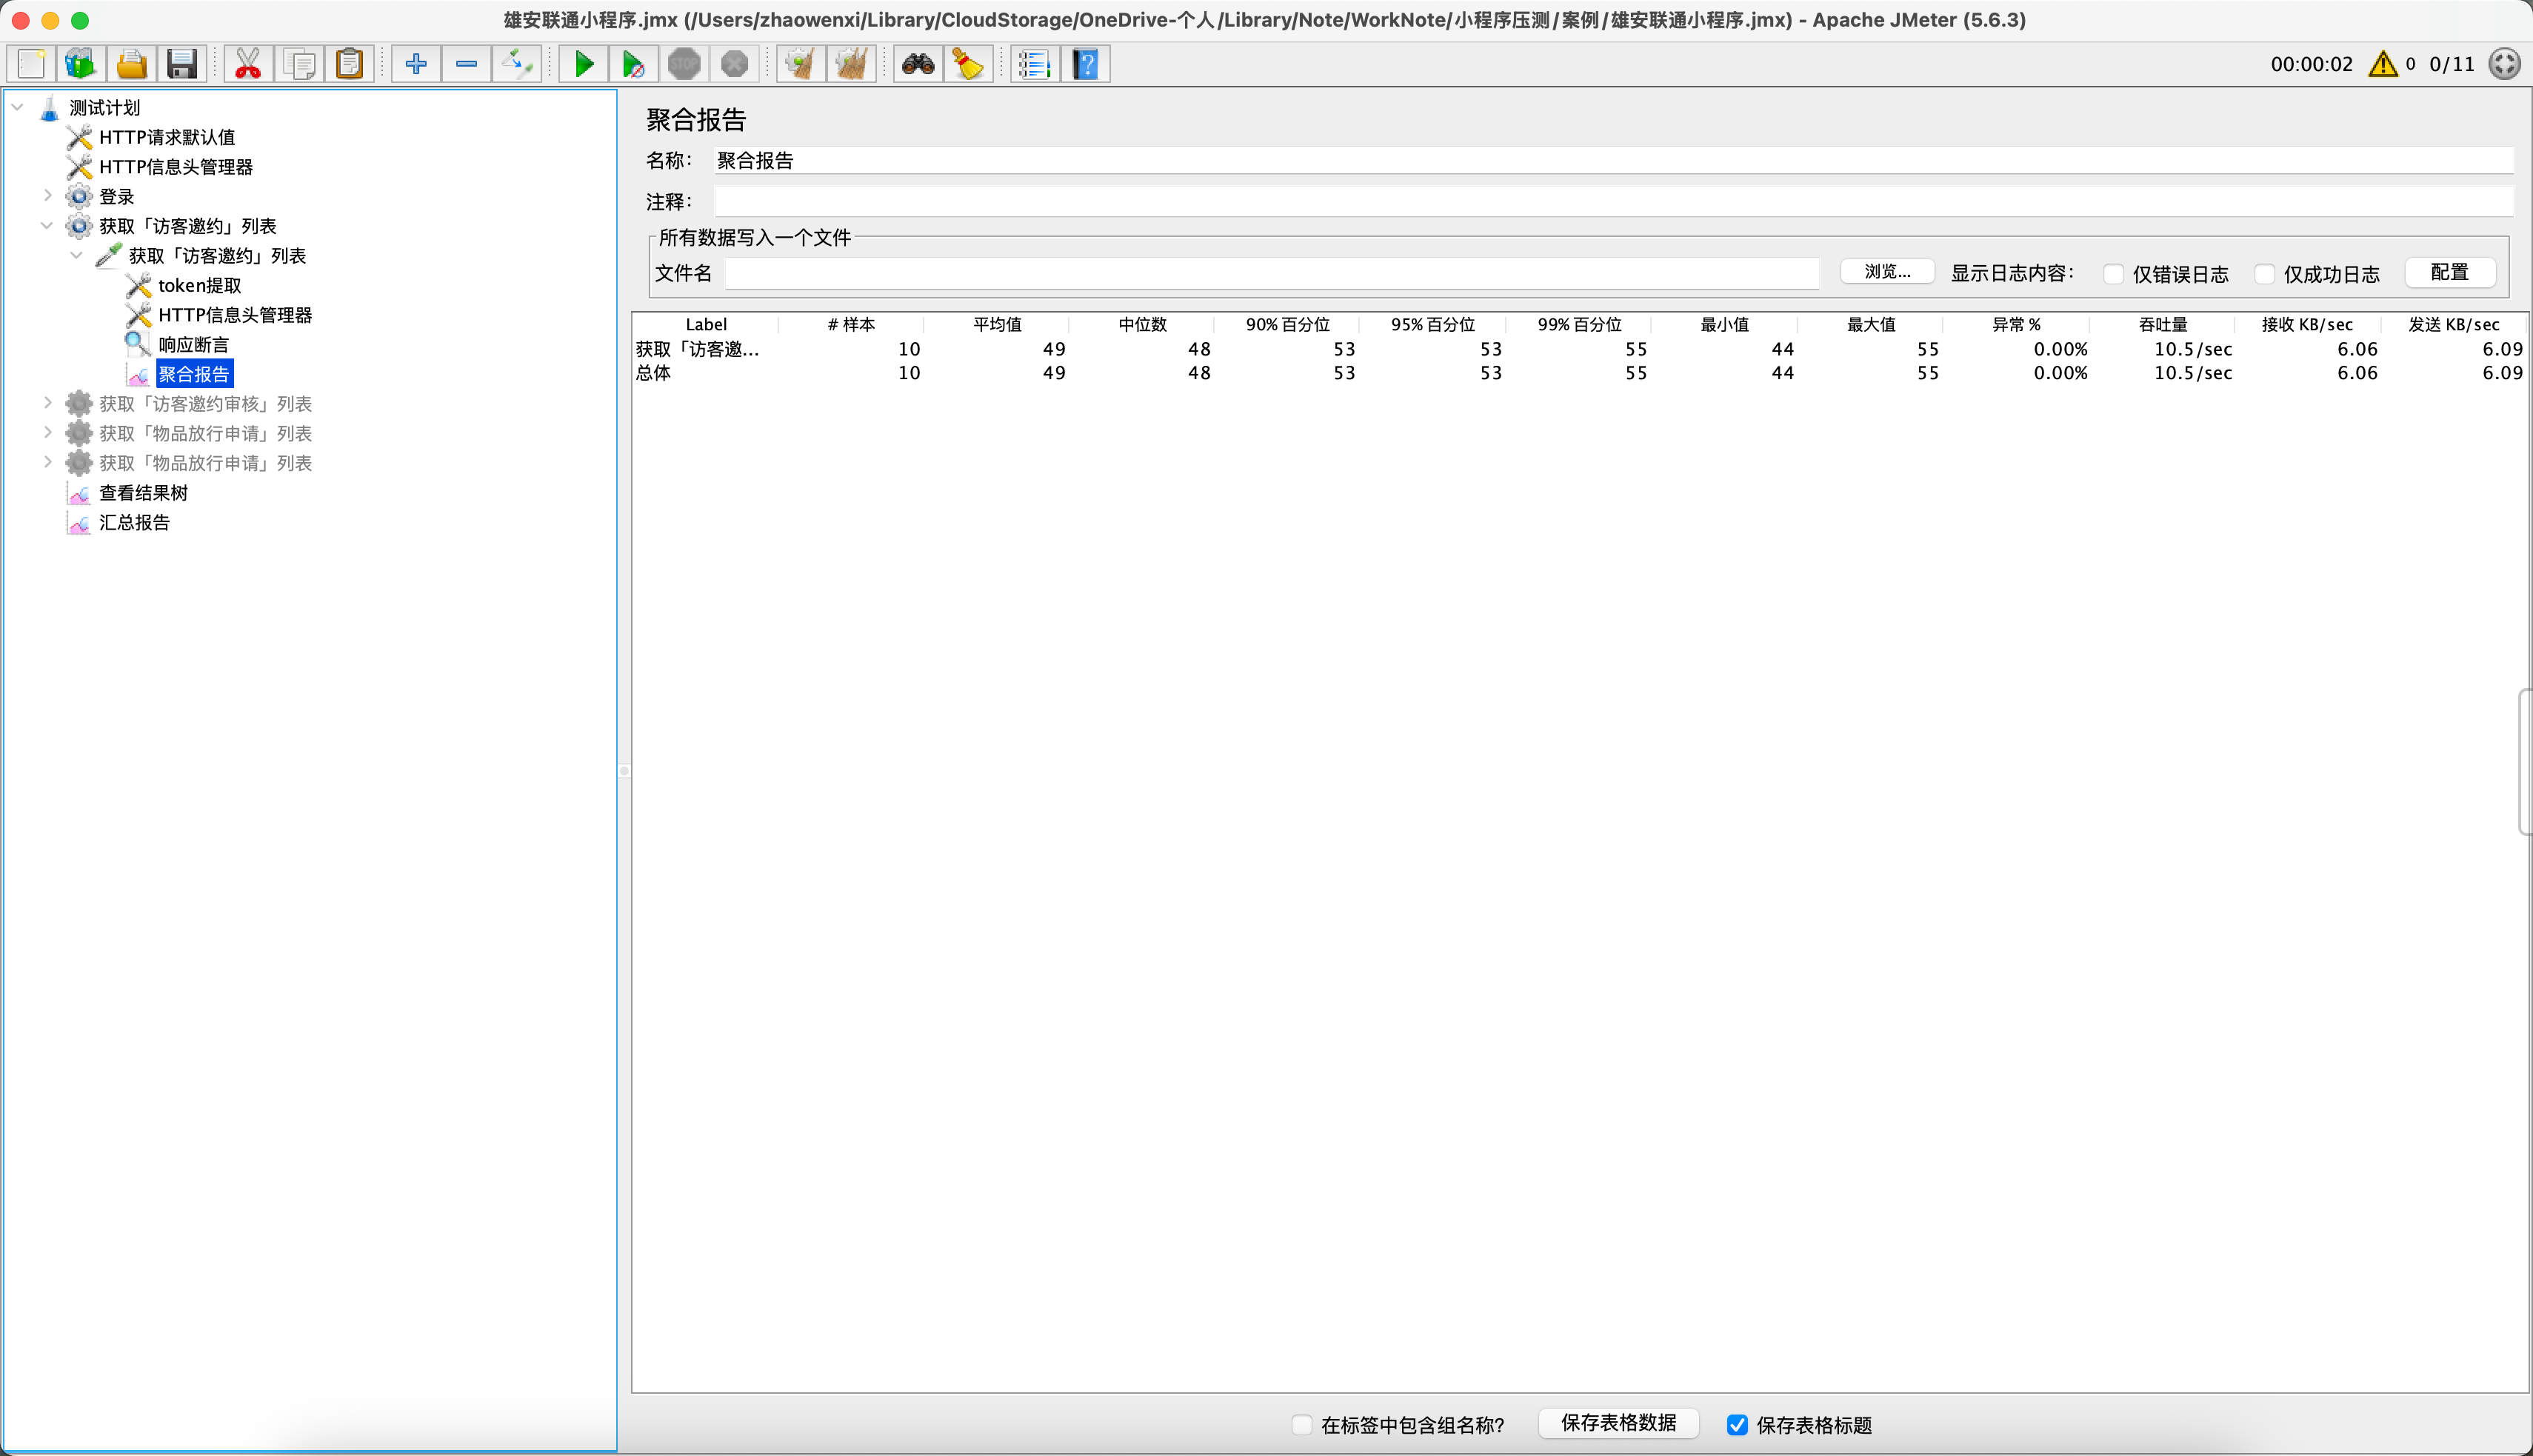 雄安联通小程序.jmx (/Users/zhaowenxi/Library/CloudStorage/OneDrive-个人/Library/Note/WorkNote/小程序压测/案例/雄安联通小程序.jmx) - Apache JMeter (5.6.3)
STOP STOP ? 00:00:02 0 0/11
测试计划
HTTP请求默认值
HTTP信息头管理器
登录
获取「访客邀约」列表
获取「访客邀约」列表
token提取
HTTP信息头管理器
响应断言
聚合报告
获取「访客邀约审核」列表
获取「物品放行申请」列表
获取「物品放行申请」列表
查看结果树
汇总报告
聚合报告
名称： 聚合报告
注释：
所有数据写入一个文件
文件名 浏览... 显示日志内容： 仅错误日志 仅成功日志 配置
Label # 样本 平均值 中位数 90% 百分位 95% 百分位 99% 百分位 最小值 最大值 异常 % 吞吐量 接收 KB/sec 发送 KB/sec
获取「访客邀... 10 49 48 53 53 55 44 55 0.00% 10.5/sec 6.06 6.09
总体 10 49 48 53 53 55 44 55 0.00% 10.5/sec 6.06 6.09
在标签中包含组名称? 保存表格数据 保存表格标题